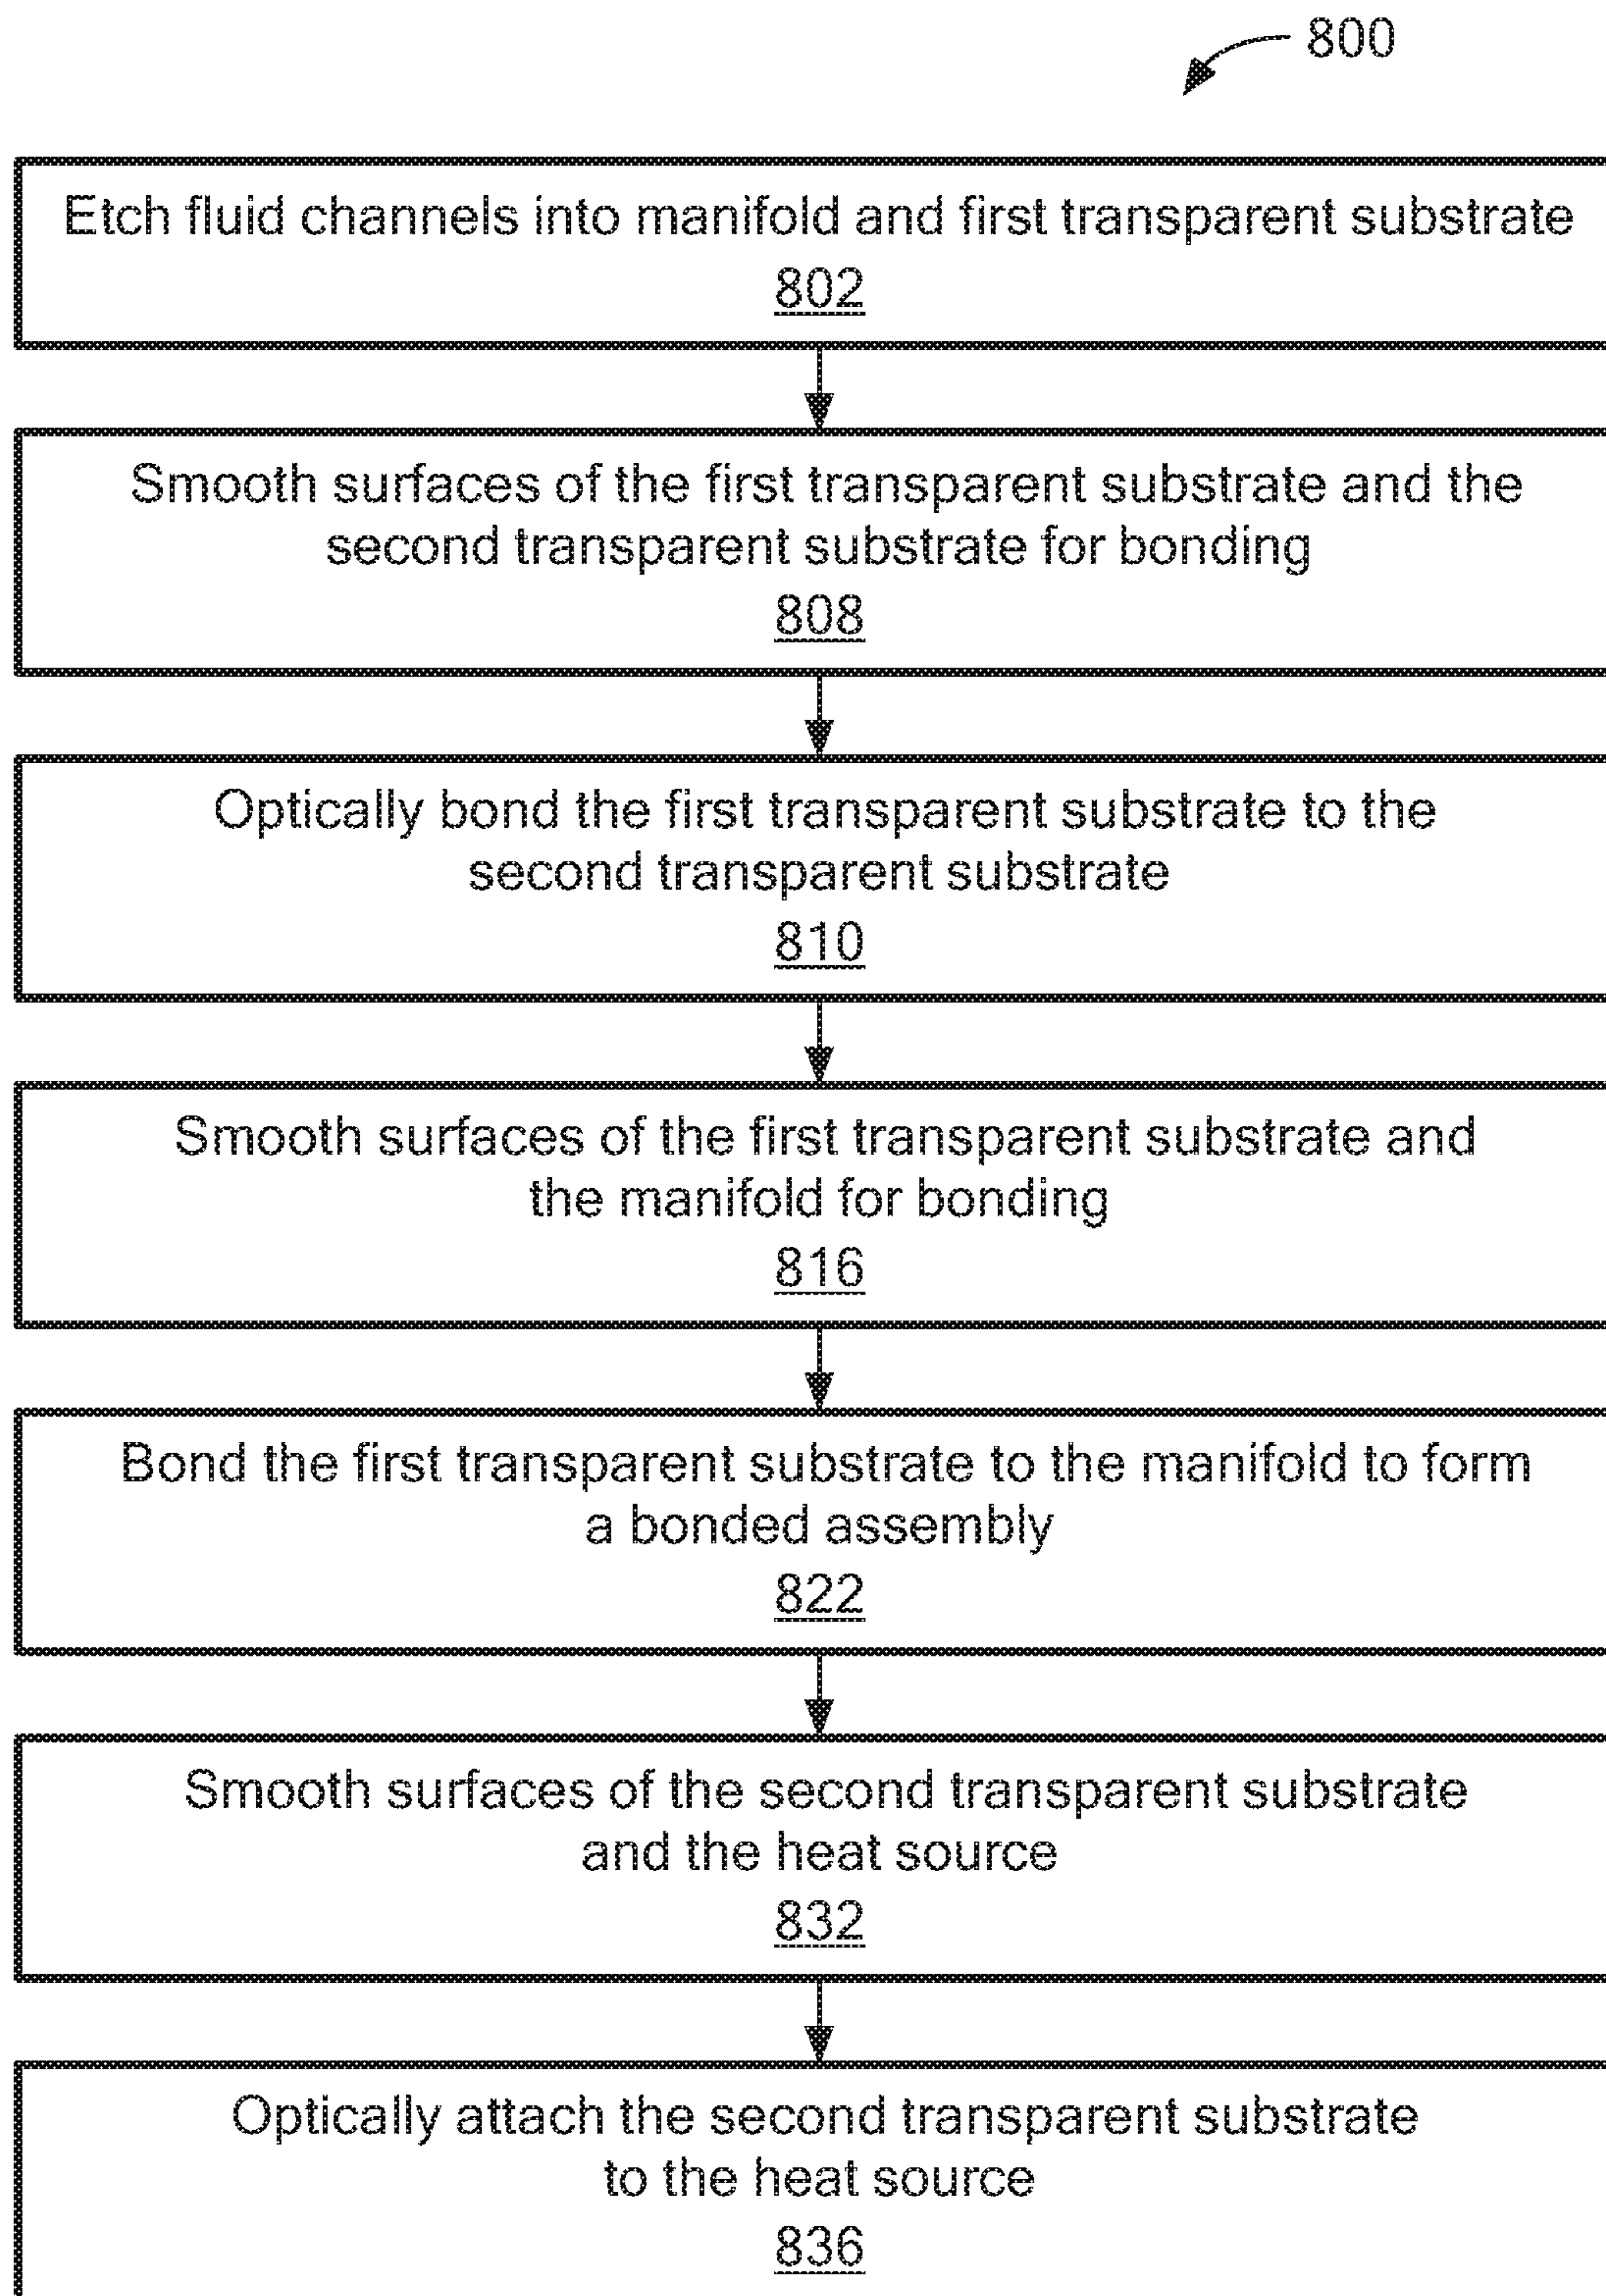 800
Etch fluid channels into manifold and first transparent substrate
802
Smooth surfaces of the first transparent substrate and the
second transparent substrate for bonding
808
Optically bond the first transparent substrate to the
second transparent substrate
810
Smooth surfaces of the first transparent substrate and
the manifold for bonding
816
Bond the first transparent substrate to the manifold to form
a bonded assembly
822
Smooth surfaces of the second transparent substrate
and the heat source
832
Optically attach the second transparent substrate
to the heat source
836